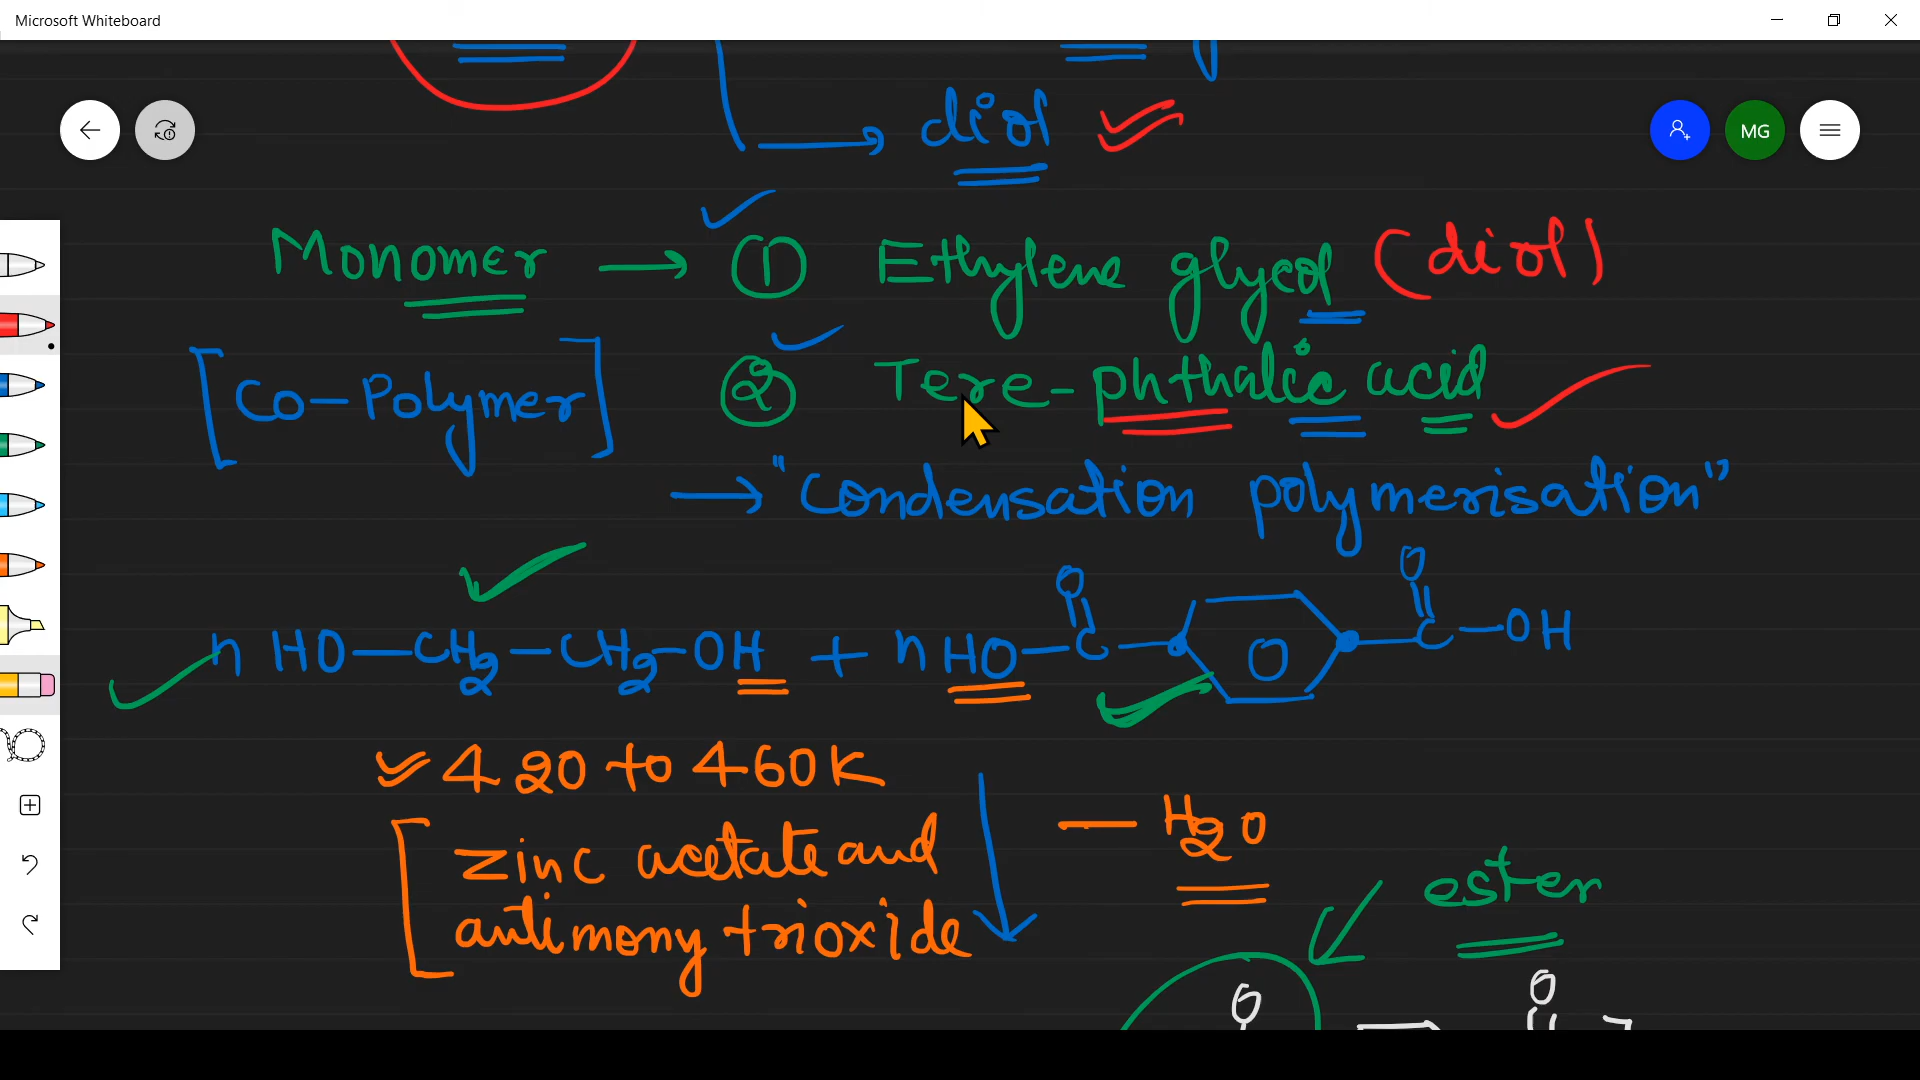 Microsoft Whiteboard
diol
MG
Monomer → ① Ethylene glycol (diol)
[Co-Polymer] ② Tere-phthalic acid
→ "Condensation polymerisation"
O O
n HO-CH2-CH2-OH + nHO-C C-OH
420 to 460K
- H2O
zinc acetate and
ester
antimony trioxide
O O